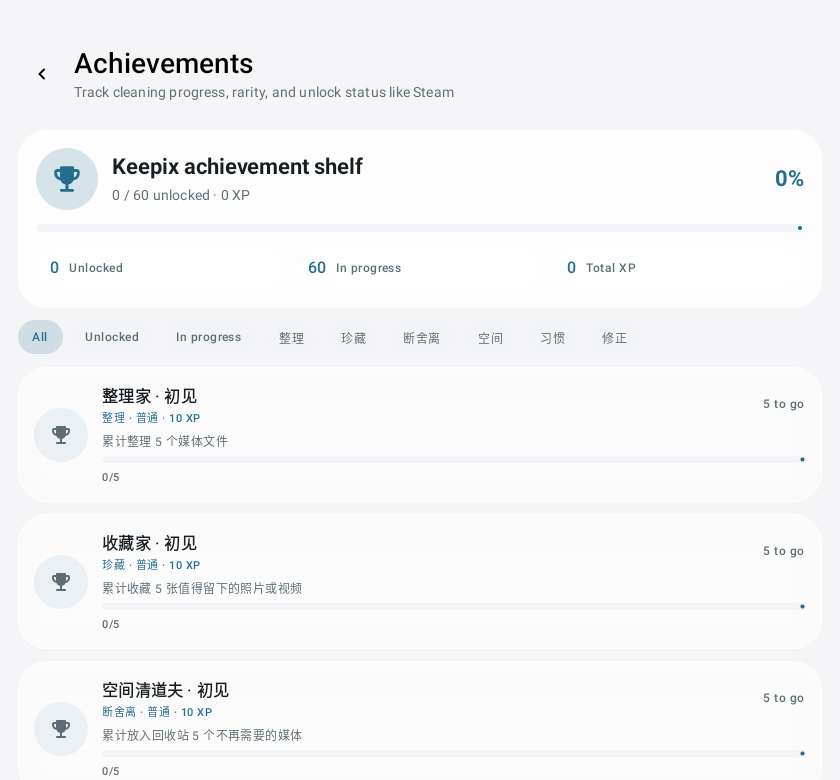 Achievements
Track cleaning progress, rarity, and unlock status like Steam
Keepix achievement shelf
0 / 60 unlocked · 0 XP
0%
0 Unlocked
60 In progress
0 Total XP
All
Unlocked
In progress
整理
珍藏
断舍离
空间
习惯
修正
整理家 · 初见
5 to go
整理 · 普通 · 10 XP
累计整理 5 个媒体文件
0/5
收藏家 · 初见
5 to go
珍藏 · 普通 · 10 XP
累计收藏 5 张值得留下的照片或视频
0/5
空间清道夫 · 初见
5 to go
断舍离 · 普通 · 10 XP
累计放入回收站 5 个不再需要的媒体
0/5